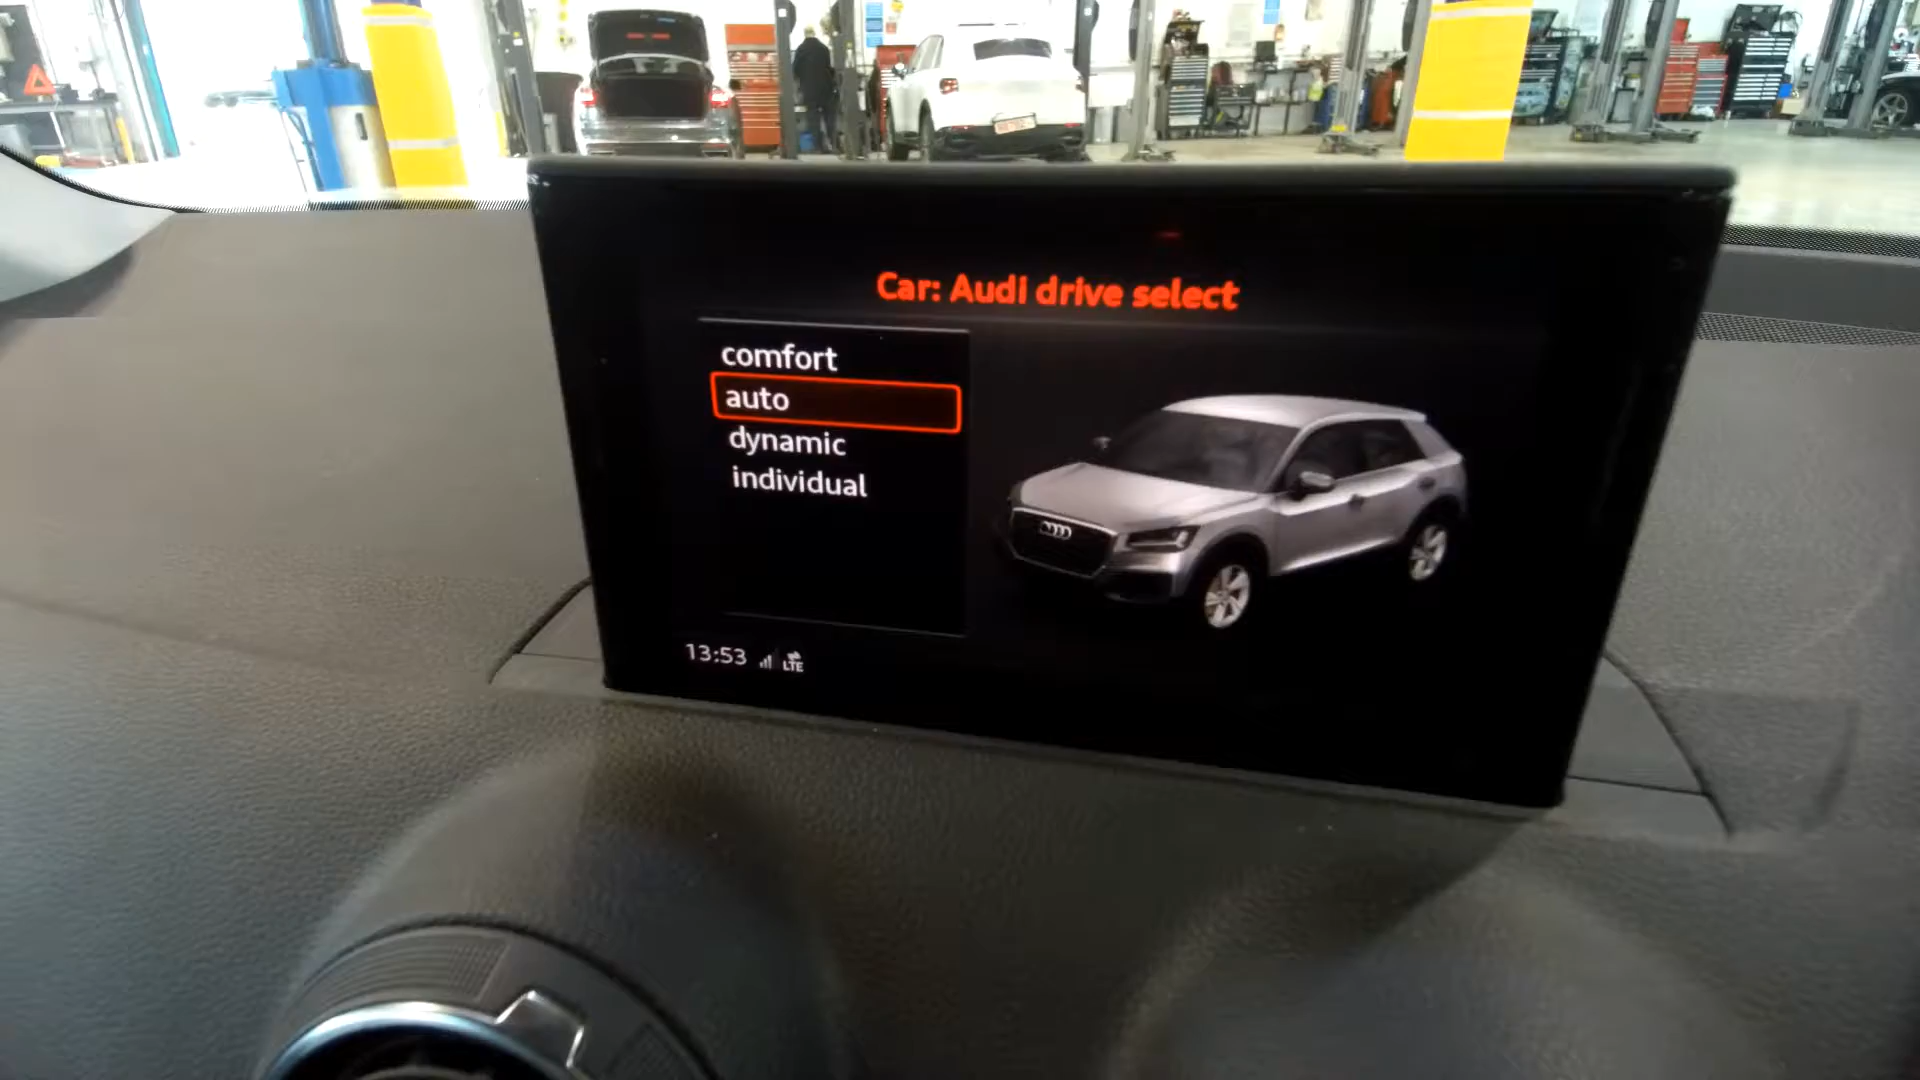 Car: Audi drive select
comfort
auto
dynamic
individual
13:53 LTE